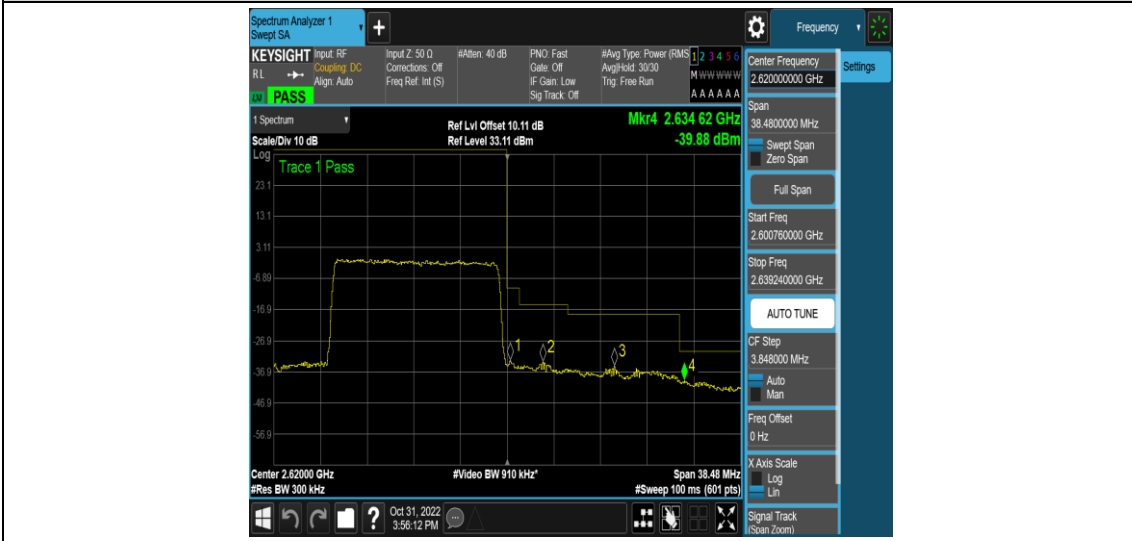 Spectrum Analyzer 1
Swept SA
+
Frequency
KEYSIGHT
Input: RF
Coupling: DC
Align: Auto
Input Z: 50 Ω
Corrections: Off
Freq Ref: Int (S)
#Atten: 40 dB
PNO: Fast
Gate: Off
IF Gain: Low
Sig Track: Off
#Avg Type: Power (RMS
Avg|Hold: 30/30
Trig: Free Run
1 2 3 4 5 6
M W W W W W
A A A A A A
RL
PASS
1 Spectrum
Scale/Div 10 dB
Ref Lvl Offset 10.11 dB
Ref Level 33.11 dBm
Mkr4 2.634 62 GHz
-39.88 dBm
Log
Trace 1 Pass
23.1
13.1
3.11
-6.89
-16.9
-26.9
-36.9
-46.9
-56.9
1
2
3
4
Center 2.62000 GHz
#Res BW 300 kHz
#Video BW 910 kHz*
Span 38.48 MHz
#Sweep 100 ms (601 pts)
Center Frequency
2.620000000 GHz
Settings
Span
38.4800000 MHz
Swept Span
Zero Span
Full Span
Start Freq
2.600760000 GHz
Stop Freq
2.639240000 GHz
AUTO TUNE
CF Step
3.848000 MHz
Auto
Man
Freq Offset
0 Hz
X Axis Scale
Log
Lin
Signal Track
(Span Zoom)
?
Oct 31, 2022
3:56:12 PM